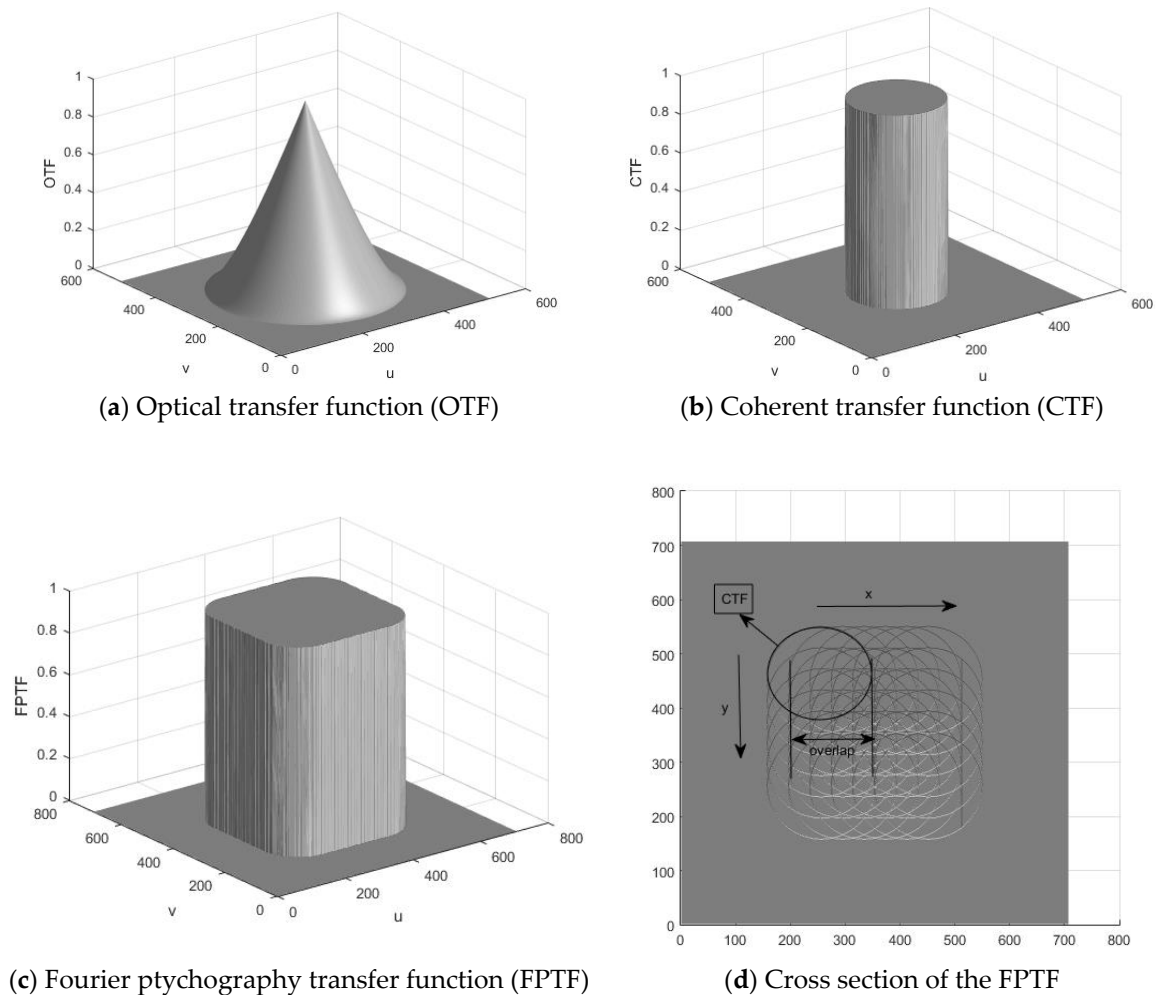 1
0.8
0.6
0.4
0.2
0
OTF
600
400
200
0
v
0
200
400
600
u
(a) Optical transfer function (OTF)
1
0.8
0.6
0.4
0.2
0
CTF
600
400
200
0
v
0
200
400
600
u
(b) Coherent transfer function (CTF)
1
0.8
0.6
0.4
0.2
0
FPTF
800
600
400
200
0
v
0
200
400
600
800
u
(c) Fourier ptychography transfer function (FPTF)
800
700
600
500
400
300
200
100
0
CTF
x
y
overlap
0 100 200 300 400 500 600 700 800
(d) Cross section of the FPTF